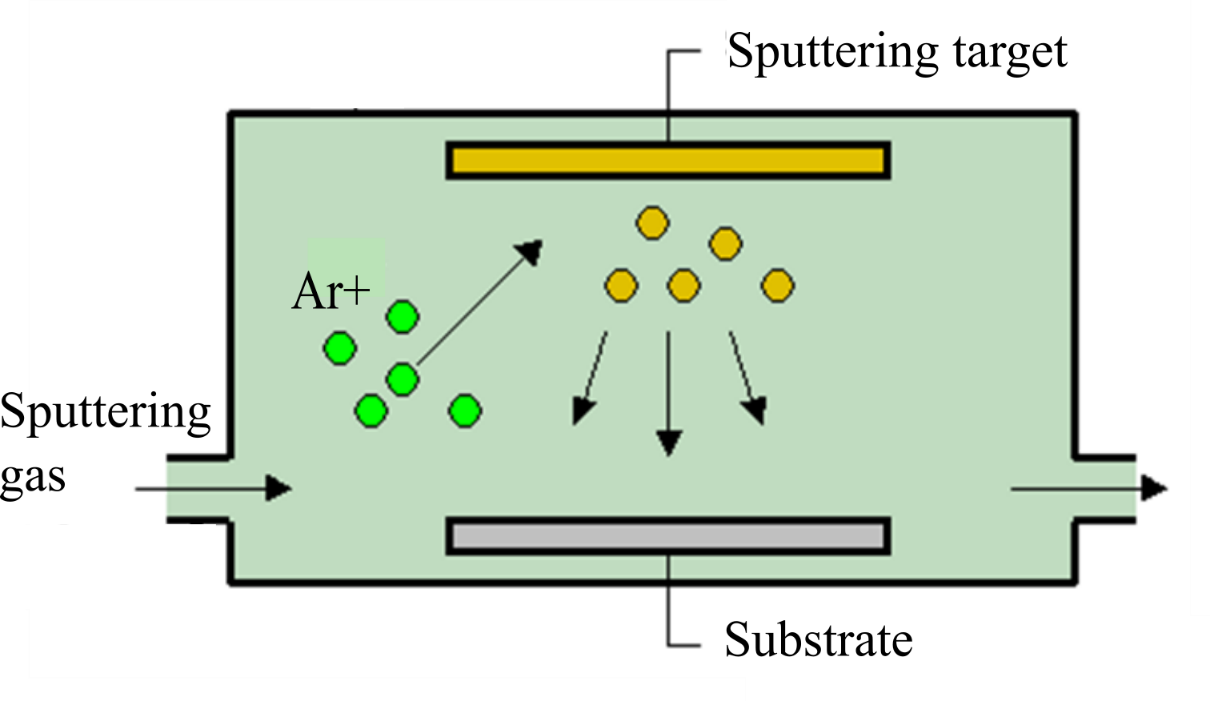 Sputtering target
Ar+
Sputtering
gas
Substrate